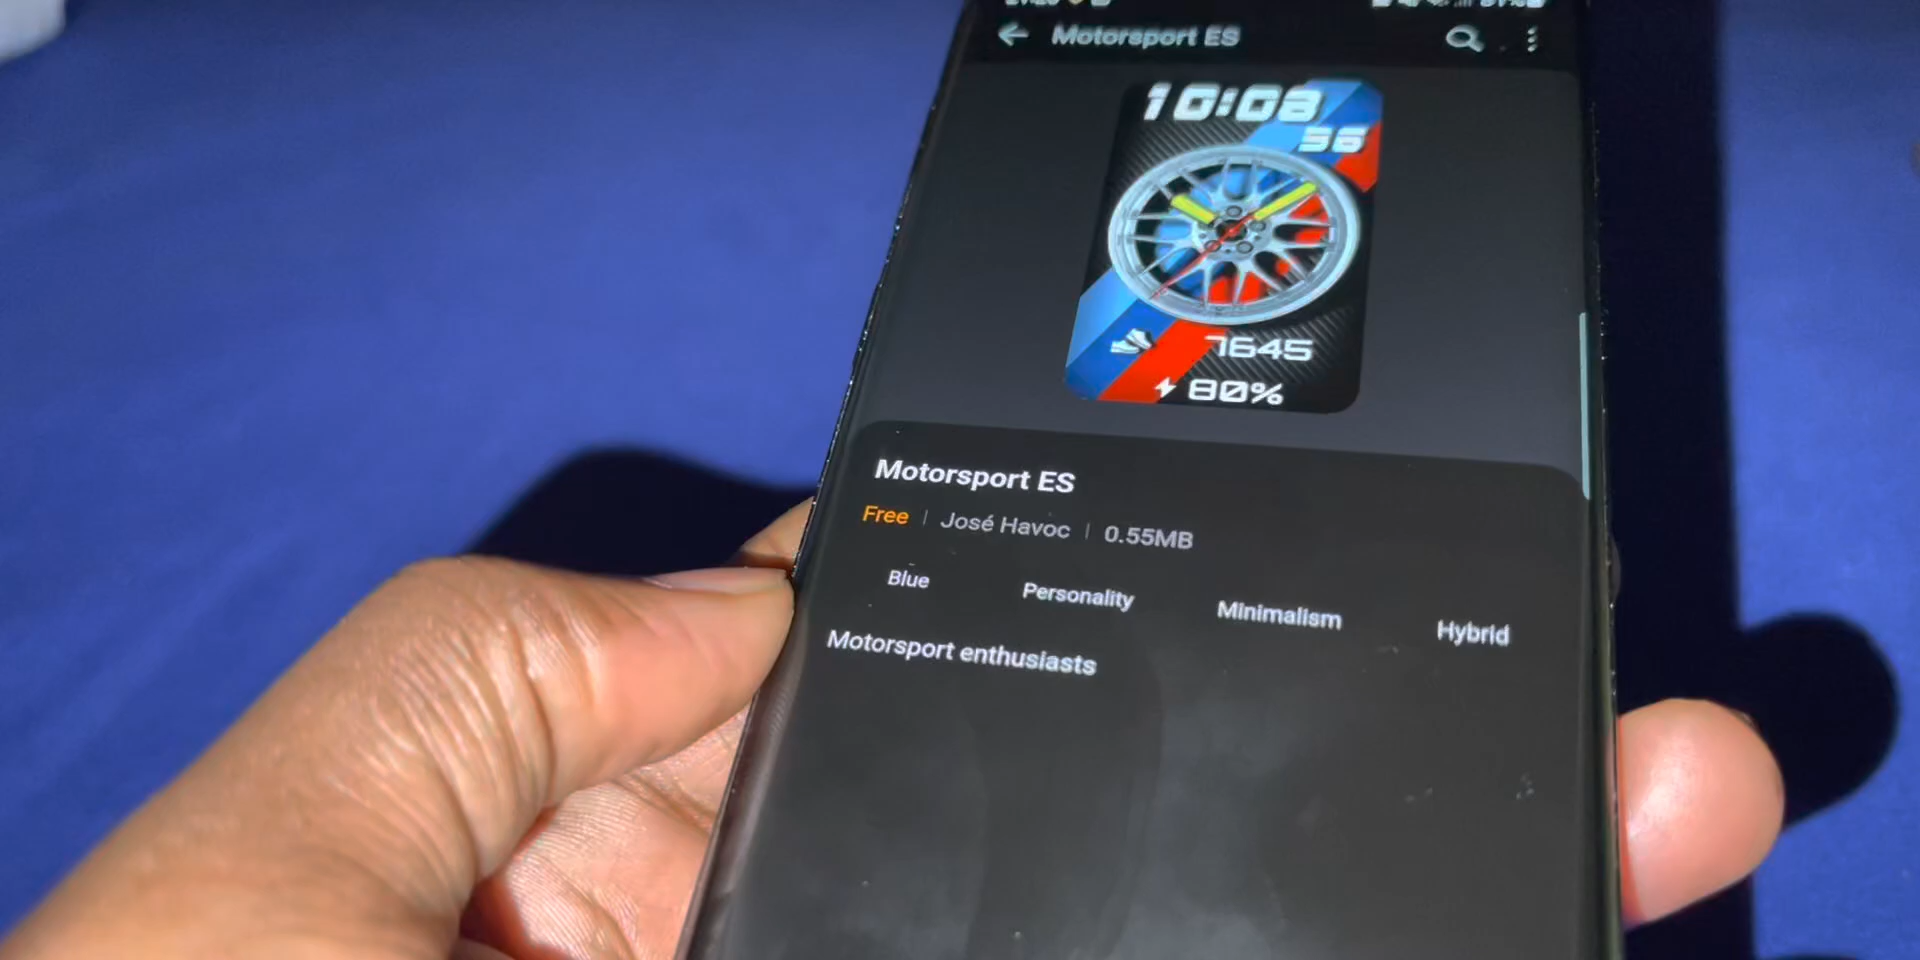 Motorsport ES
10:08
36
7645
80%
Motorsport ES
Free | José Havoc | 0.55MB
Blue Personality Minimalism Hybrid
Motorsport enthusiasts